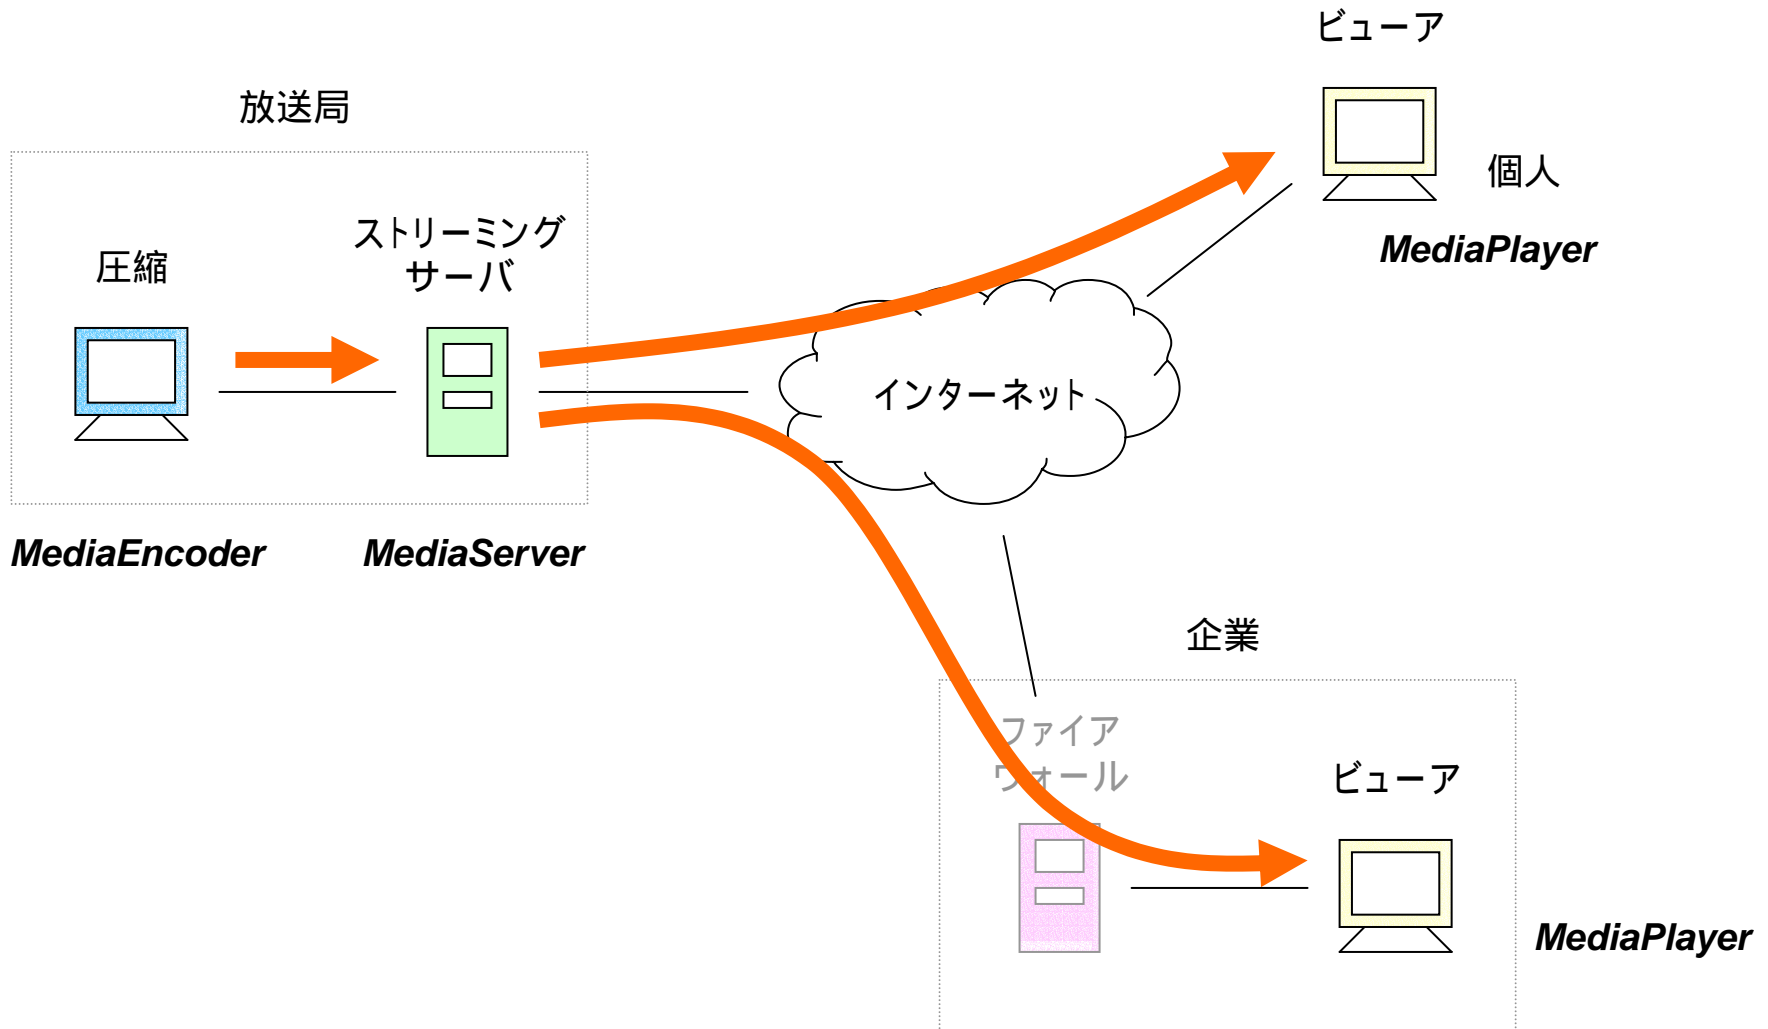 ビューア
放送局
個人
ストリーミング
サーバ
圧縮
MediaPlayer
インターネット
MediaEncoder
MediaServer
企業
ファイア
ウォール
ビューア
MediaPlayer